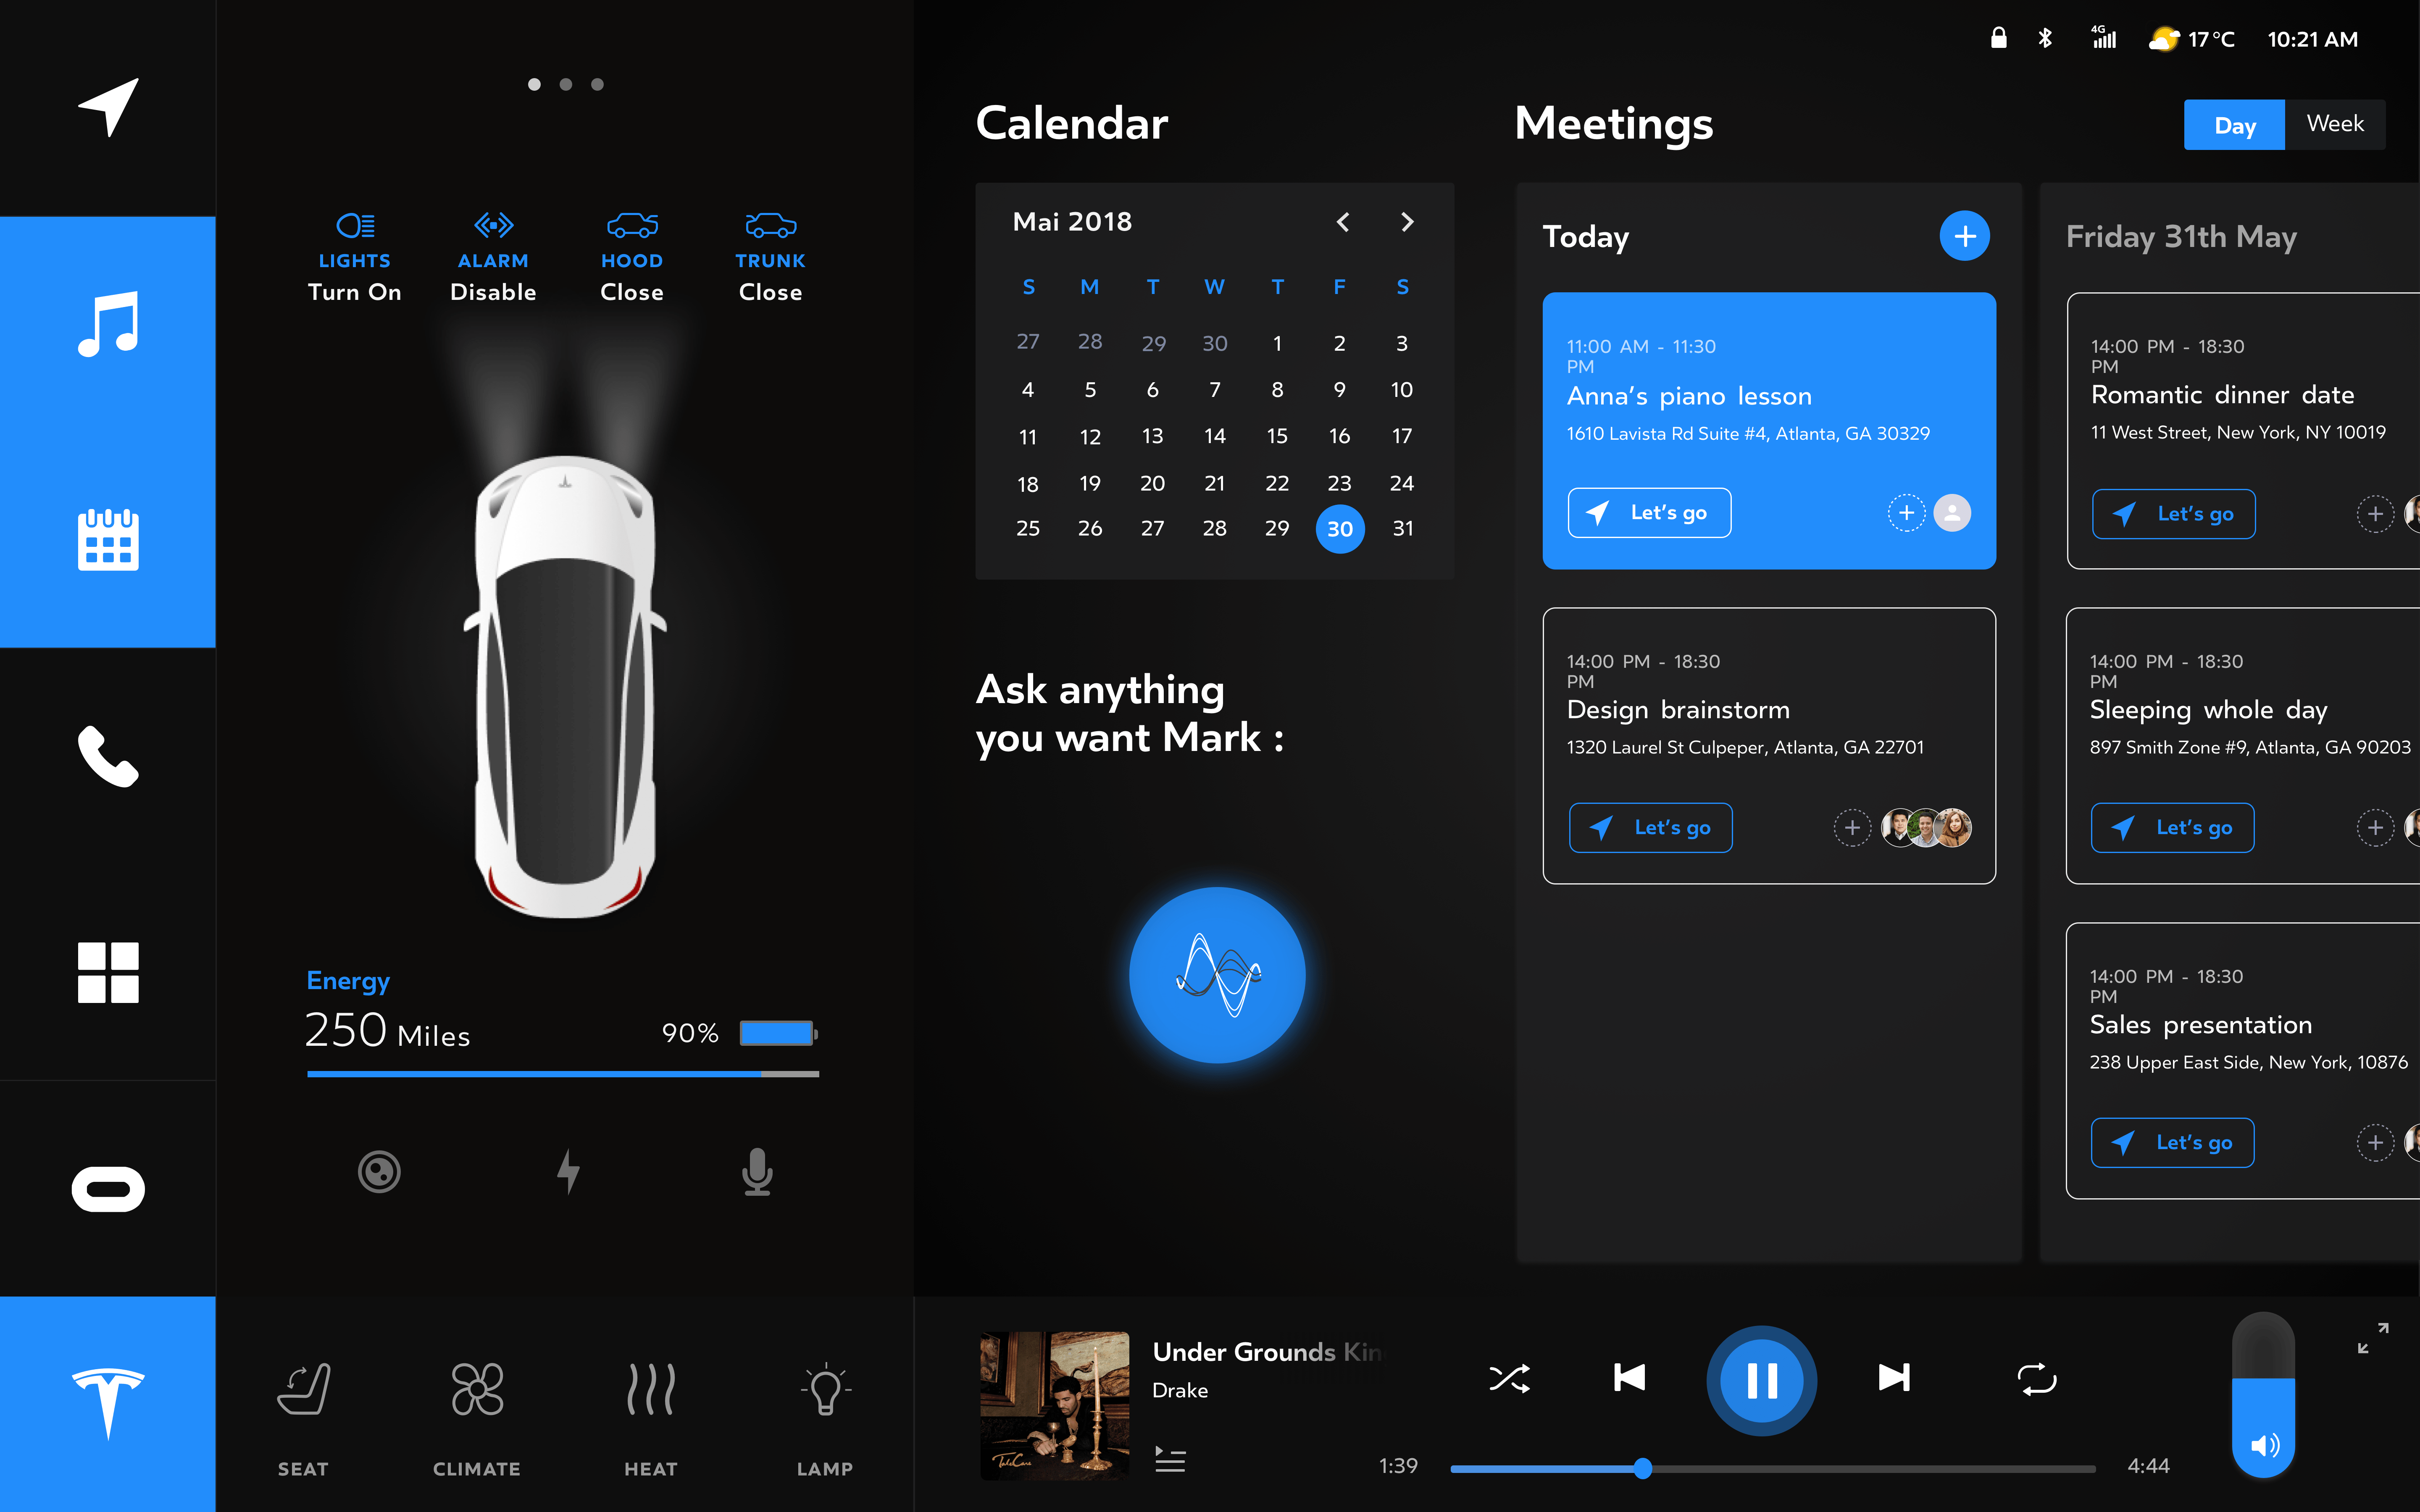 4G
17 °C
10:21 AM
LIGHTS
Turn On
ALARM
Disable
HOOD
Close
TRUNK
Close
Energy
250 Miles
90%
SEAT
CLIMATE
HEAT
LAMP
Calendar
Mai 2018
S M T W T F S
27 28 29 30 1 2 3
4 5 6 7 8 9 10
11 12 13 14 15 16 17
18 19 20 21 22 23 24
25 26 27 28 29 30 31
Ask anything
you want Mark :
Meetings
Day
Week
Today
11:00 AM - 11:30
PM
Anna’s piano lesson
1610 Lavista Rd Suite #4, Atlanta, GA 30329
Let’s go
14:00 PM - 18:30
PM
Design brainstorm
1320 Laurel St Culpeper, Atlanta, GA 22701
Let’s go
Friday 31th May
14:00 PM - 18:30
PM
Romantic dinner date
11 West Street, New York, NY 10019
Let’s go
14:00 PM - 18:30
PM
Sleeping whole day
897 Smith Zone #9, Atlanta, GA 90203
Let’s go
14:00 PM - 18:30
PM
Sales presentation
238 Upper East Side, New York, 10876
Let’s go
TakeCare
Under Grounds Kin
Drake
1:39
4:44